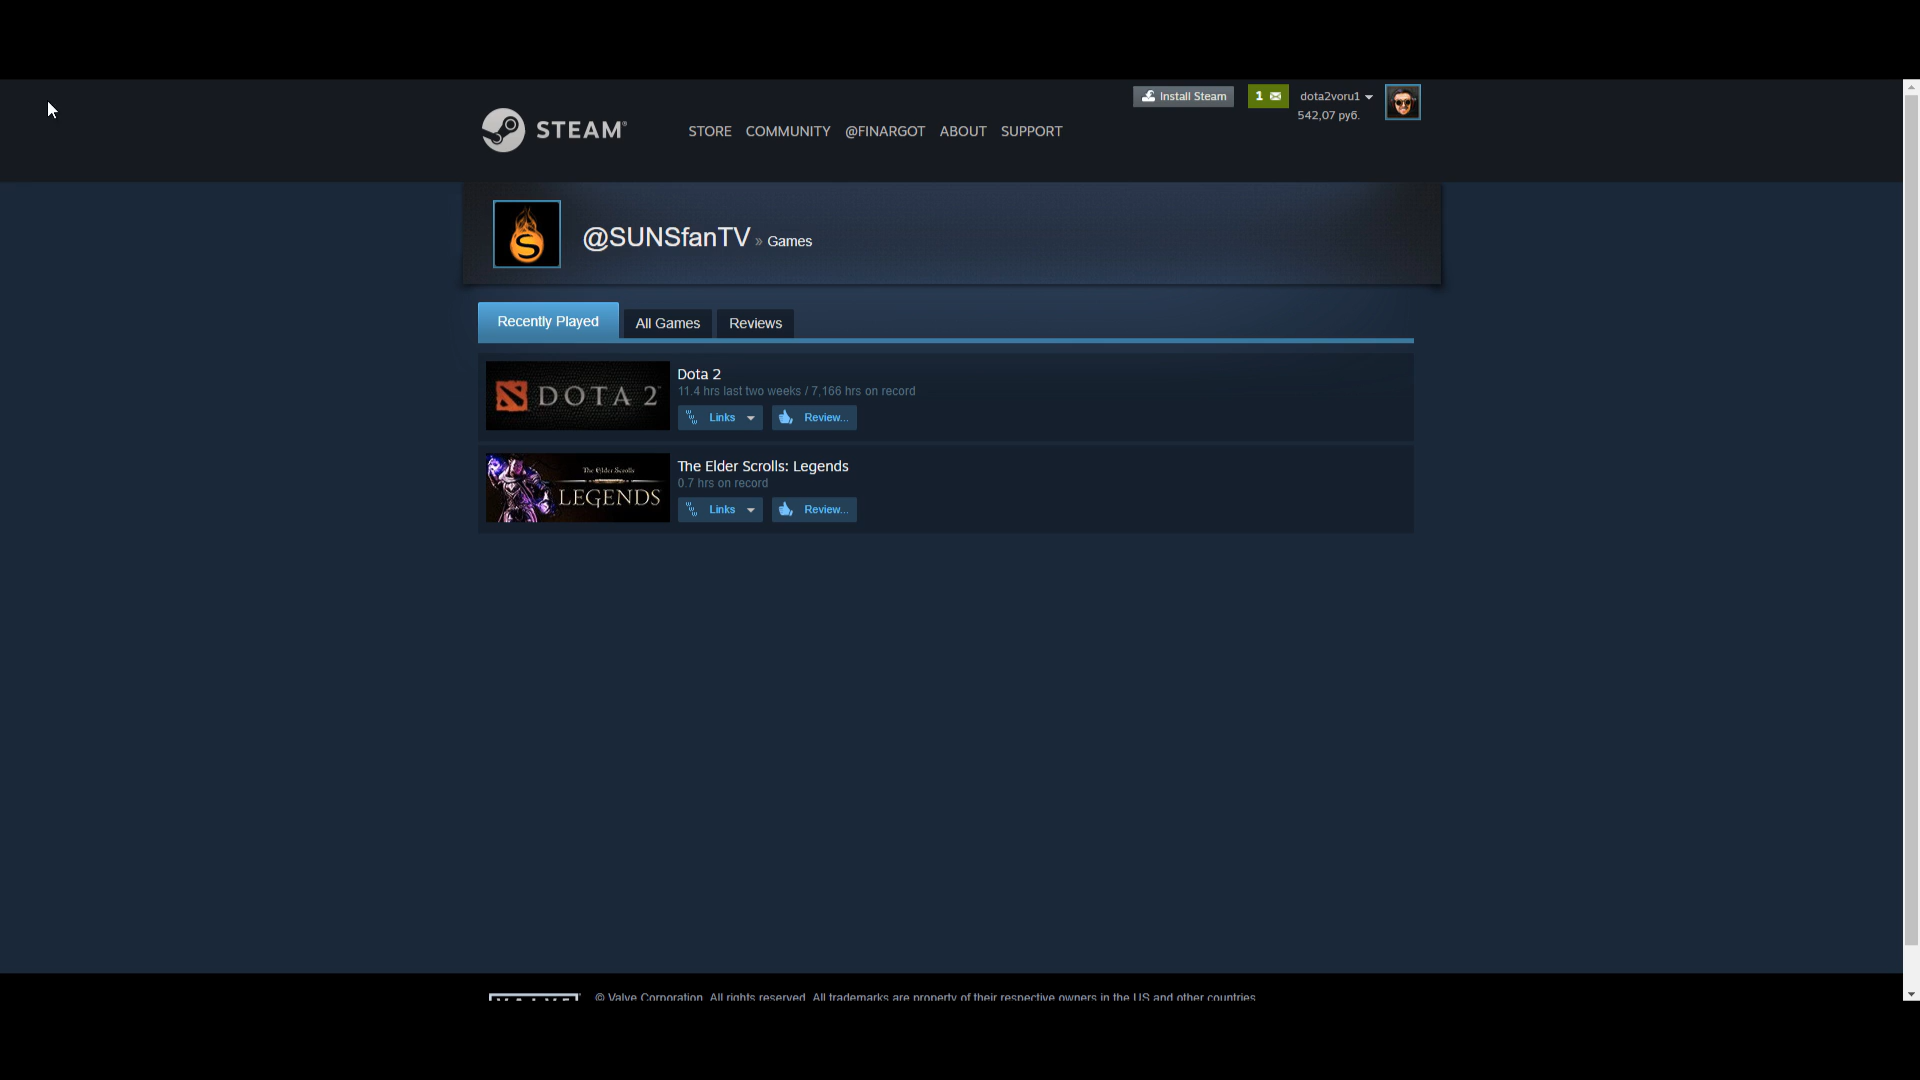 Install Steam
1
dota2voru1
542,07 руб.
STEAM®
STORE COMMUNITY @FINARGOT ABOUT SUPPORT
S
@SUNSfanTV » Games
Recently Played All Games Reviews
DOTA 2
Dota 2
11.4 hrs last two weeks / 7,166 hrs on record
Links Review...
The Elder Scrolls
LEGENDS
The Elder Scrolls: Legends
0.7 hrs on record
Links Review...
© Valve Corporation. All rights reserved. All trademarks are property of their respective owners in the US and other countries.